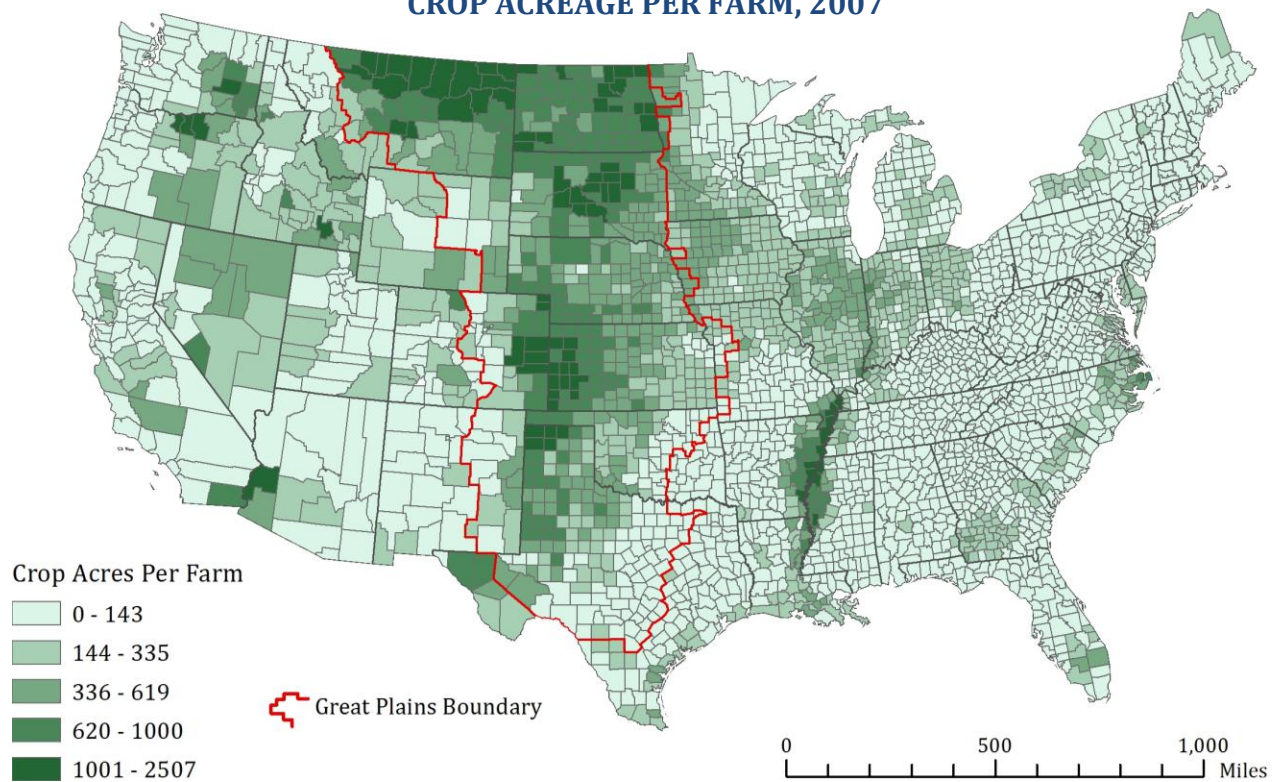 CROP ACREAGE PER FARM, 2007
Crop Acres Per Farm
0 - 143
144 - 335
336 - 619
620 - 1000
1001 - 2507
Great Plains Boundary
0 500 1,000
Miles